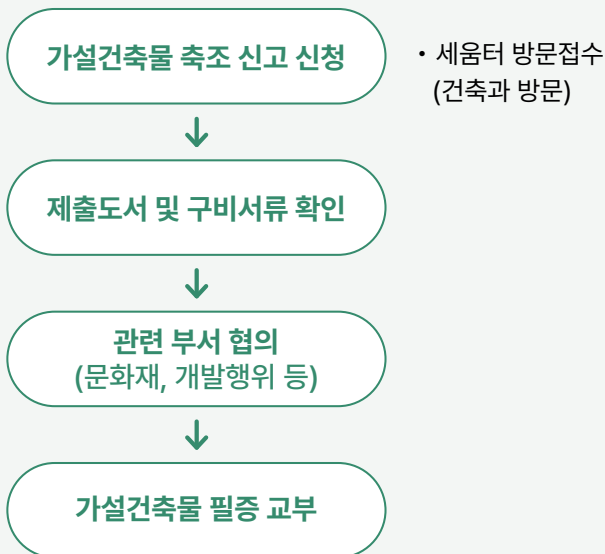 가설건축물 축조 신고 신청
・ 세움터 방문접수
(건축과 방문)
제출도서 및 구비서류 확인
관련 부서 협의
(문화재, 개발행위 등)
가설건축물 필증 교부